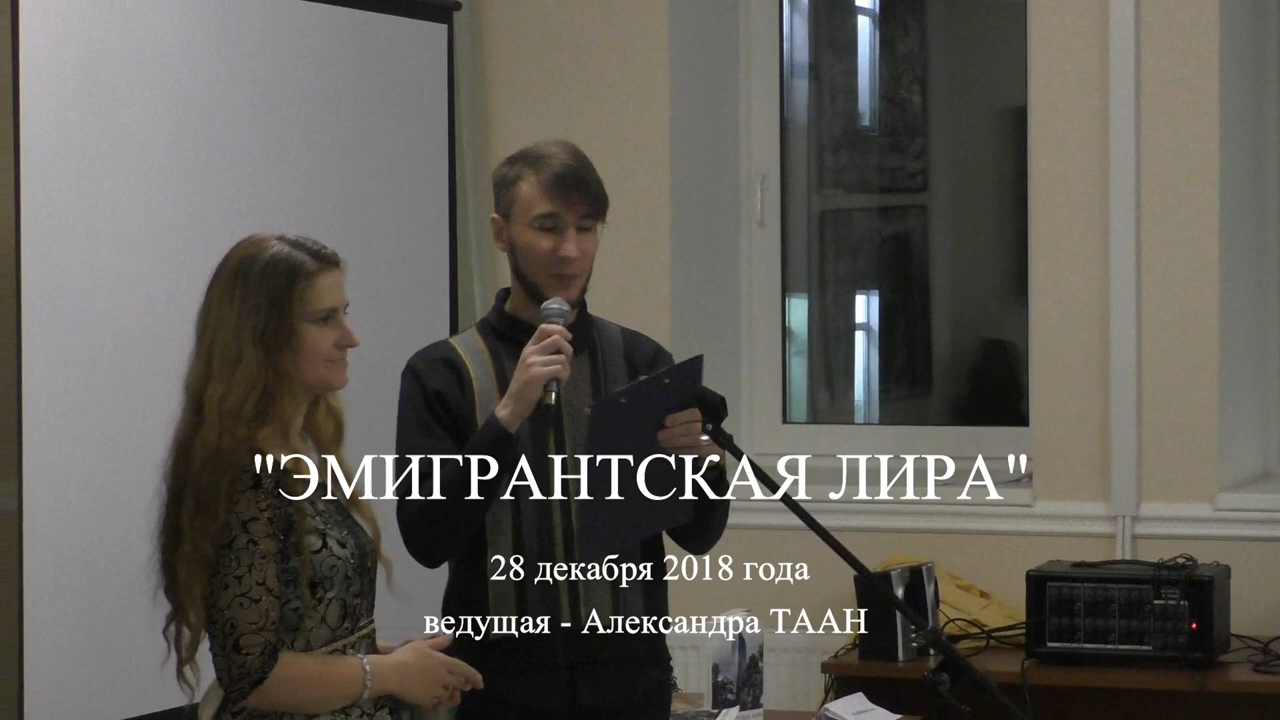 "ЭМИГРАНТСКАЯ ЛИРА"
28 декабря 2018 года
ведущая - Александра ТААН